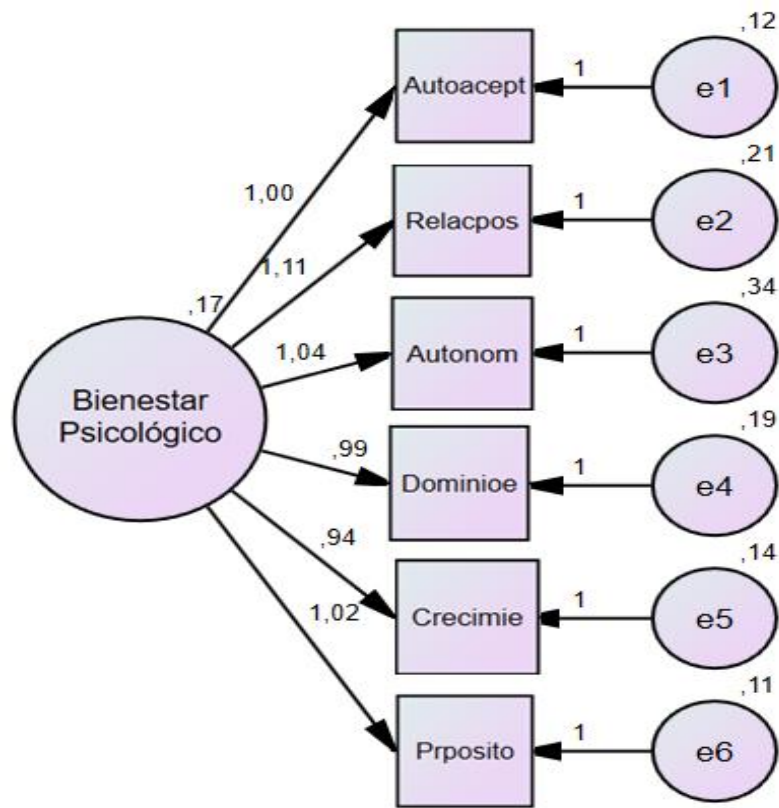 ,12
Autoacept
1
e1
1,00
,21
Relacpos
1
e2
1,11
,17
,34
Autonom
1
e3
1,04
Bienestar
Psicológico
,19
Dominioe
1
e4
,99
,14
Crecimie
1
e5
,94
,11
Prposito
1
e6
1,02